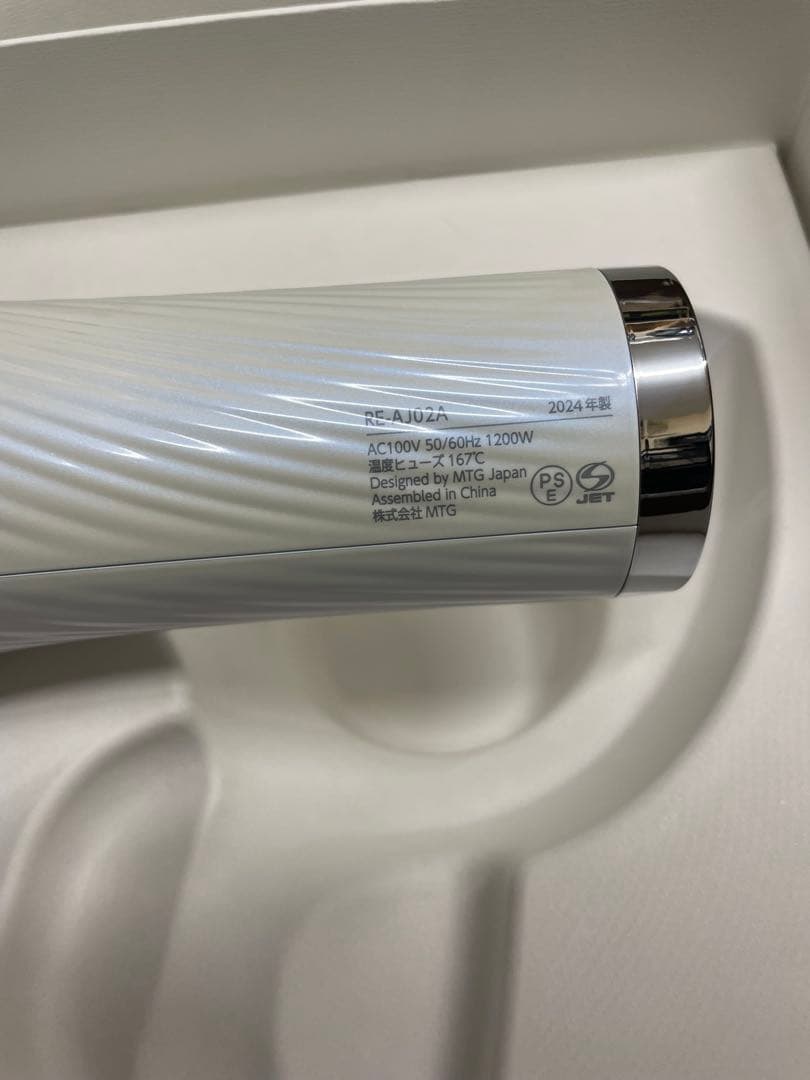 RE-AJ02A 2024年製
AC100V 50/60Hz 1200W
温度ヒューズ 167℃
Designed by MTG Japan
Assembled in China
株式会社 MTG
PS
E
JET